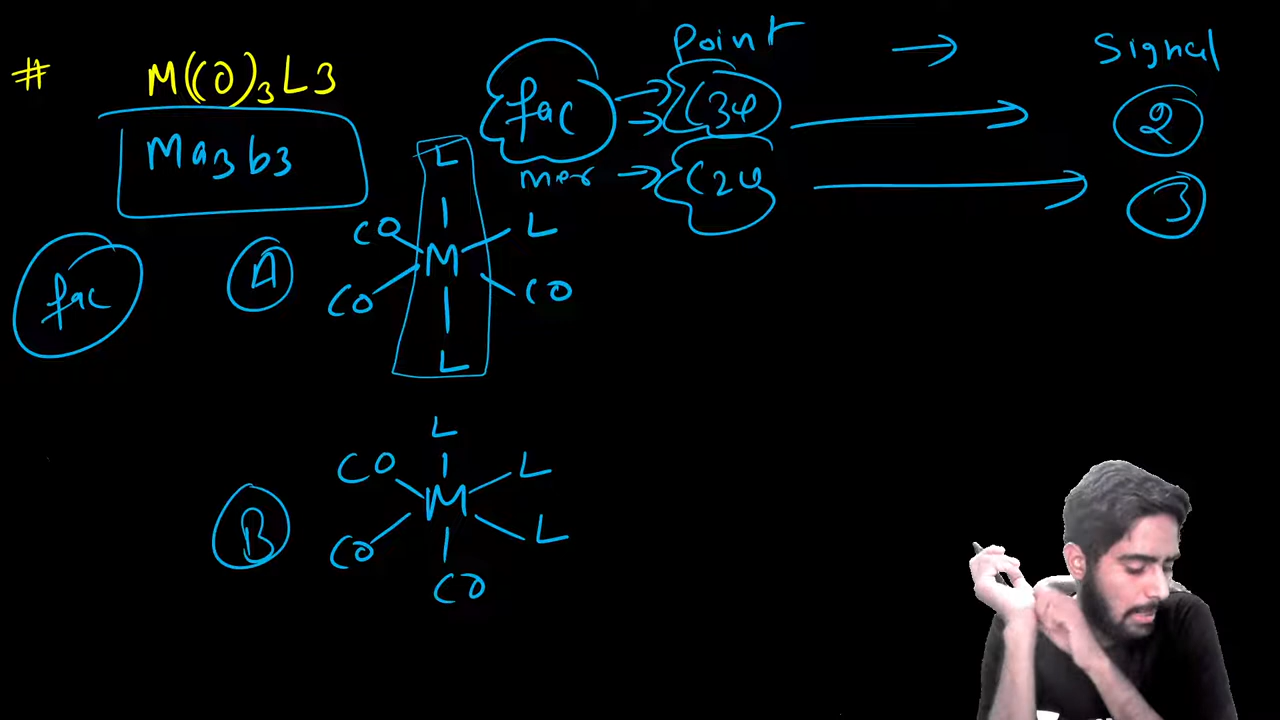 # M(CO)3L3
Ma3b3
Point → Signal
fac → C3v → 2
mer → C2v → 3
fac
A
L
CO L
M
CO CO
L
B
L
CO L
M
CO L
CO